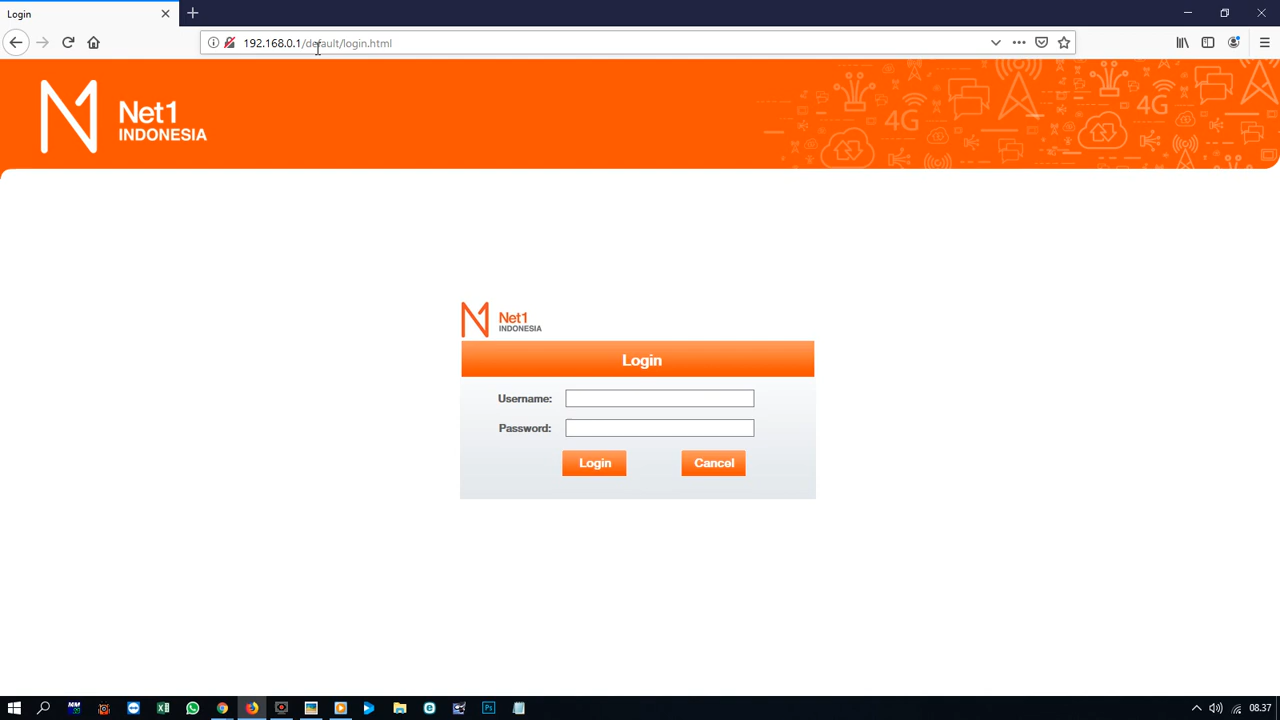 Login
192.168.0.1/default/login.html
Net1
INDONESIA
4G
4G
Net1
INDONESIA
Login
Username:
Password:
Login
Cancel
08.37